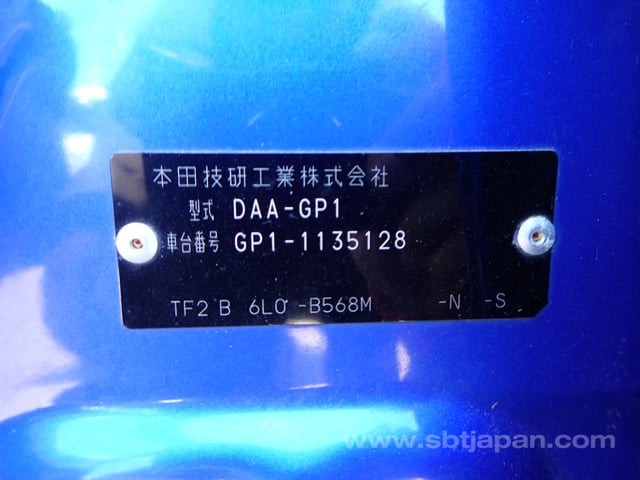 本田技研工業株式会社
型式 DAA-GP1
車台番号 GP1-1135128
TF2 B 6L0 -B568M -N -S
www.sbtjapan.com